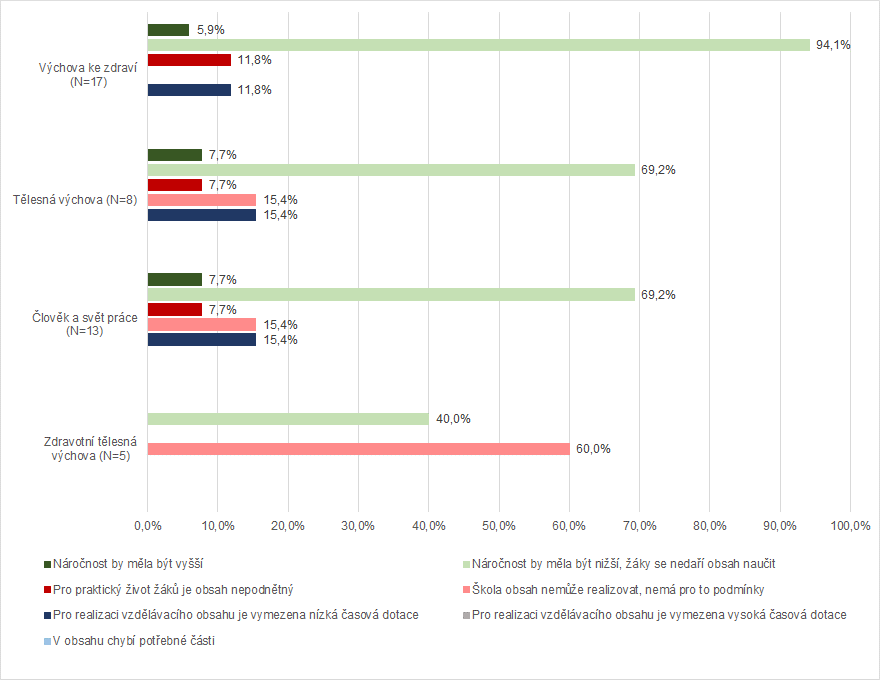 5,9%
94,1%
11,8%
11,8%
Výchova ke zdraví
(N=17)
7,7%
69,2%
7,7%
15,4%
15,4%
Tělesná výchova (N=8)
7,7%
69,2%
7,7%
15,4%
15,4%
Člověk a svět práce
(N=13)
40,0%
60,0%
Zdravotní tělesná
výchova (N=5)
0,0% 10,0% 20,0% 30,0% 40,0% 50,0% 60,0% 70,0% 80,0% 90,0% 100,0%
Náročnost by měla být vyšší
Náročnost by měla být nižší, žáky se nedaří obsah naučit
Pro praktický život žáků je obsah nepodnětný
Škola obsah nemůže realizovat, nemá pro to podmínky
Pro realizaci vzdělávacího obsahu je vymezena nízká časová dotace
Pro realizaci vzdělávacího obsahu je vymezena vysoká časová dotace
V obsahu chybí potřebné části